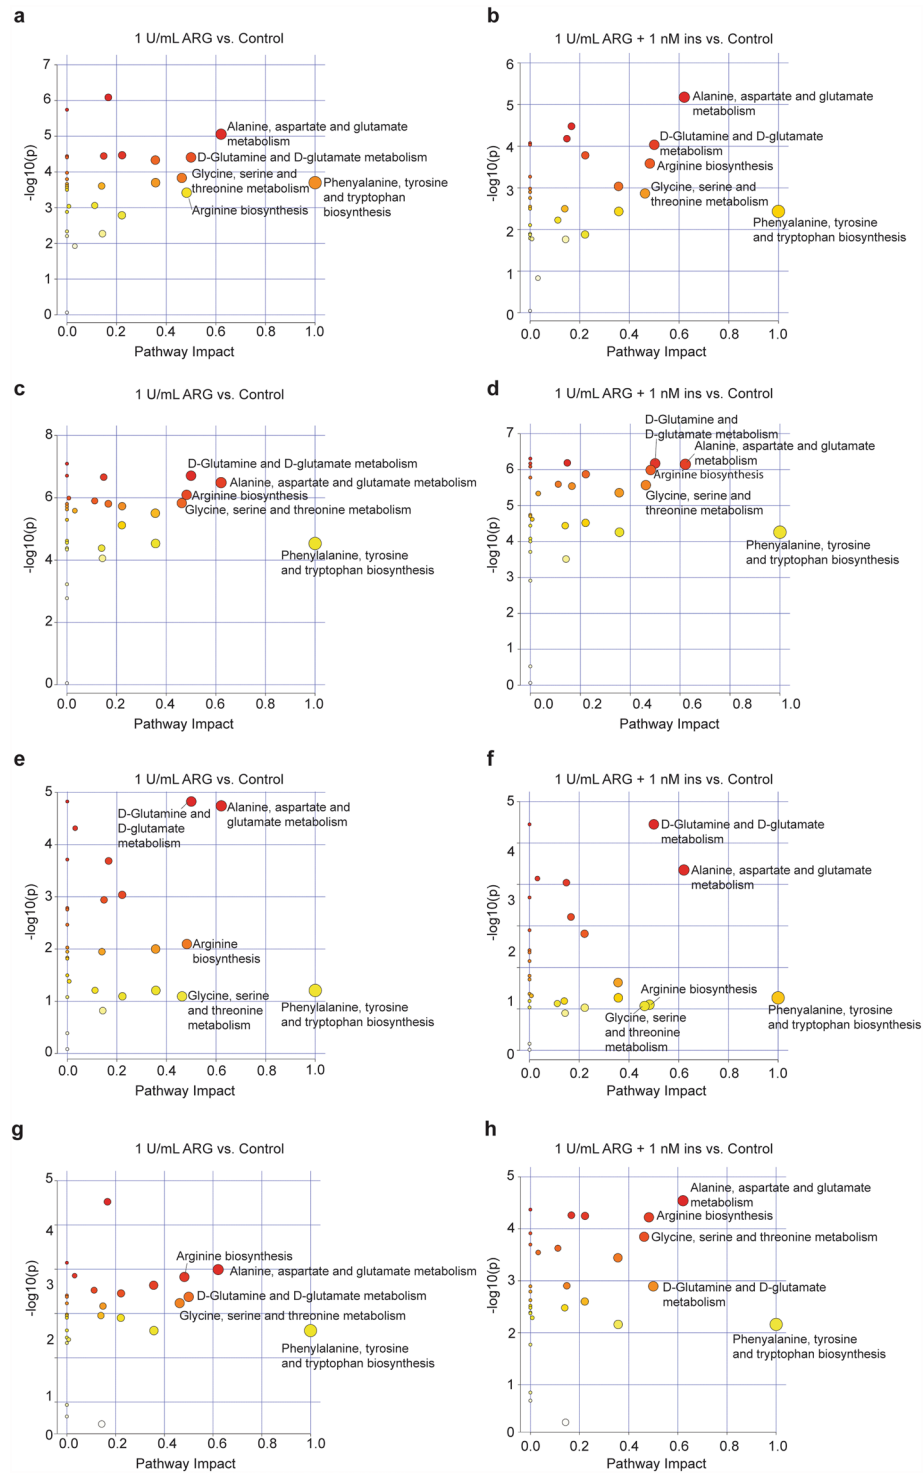 a
1 U/mL ARG vs. Control
7
6
5
4
3
2
1
0
-log10(p)
Alanine, aspartate and glutamate
metabolism
D-Glutamine and D-glutamate metabolism
Glycine, serine and
threonine metabolism
Phenyalanine, tyrosine
and tryptophan
biosynthesis
Arginine biosynthesis
0.0 0.2 0.4 0.6 0.8 1.0
Pathway Impact
b
1 U/mL ARG + 1 nM ins vs. Control
6
5
4
3
2
1
0
-log10(p)
Alanine, aspartate and glutamate
metabolism
D-Glutamine and D-glutamate
metabolism
Arginine biosynthesis
Glycine, serine and
threonine metabolism
Phenyalanine, tyrosine
and tryptophan biosynthesis
0.0 0.2 0.4 0.6 0.8 1.0
Pathway Impact
c
1 U/mL ARG vs. Control
8
6
4
2
0
-log10(p)
D-Glutamine and D-glutamate metabolism
Alanine, aspartate and glutamate metabolism
Arginine biosynthesis
Glycine, serine and threonine metabolism
Phenylalanine, tyrosine
and tryptophan biosynthesis
0.0 0.2 0.4 0.6 0.8 1.0
Pathway Impact
d
1 U/mL ARG + 1 nM ins vs. Control
7
6
5
4
3
2
1
0
-log10(p)
D-Glutamine and
D-glutamate metabolism
Alanine, aspartate and glutamate
metabolism
Arginine biosynthesis
Glycine, serine and
threonine metabolism
Phenyalanine, tyrosine
and tryptophan biosynthesis
0.0 0.2 0.4 0.6 0.8 1.0
Pathway Impact
e
1 U/mL ARG vs. Control
5
4
3
2
1
0
-log10(p)
D-Glutamine and
D-glutamate
metabolism
Alanine, aspartate and
glutamate metabolism
Arginine
biosynthesis
Glycine, serine
and threonine
metabolism
Phenyalanine, tyrosine
and tryptophan biosynthesis
0.0 0.2 0.4 0.6 0.8 1.0
Pathway Impact
f
1 U/mL ARG + 1 nM ins vs. Control
5
4
3
2
1
0
-log10(p)
D-Glutamine and D-glutamate
metabolism
Alanine, aspartate and glutamate
metabolism
Arginine biosynthesis
Glycine, serine
and threonine
metabolism
Phenyalanine, tyrosine
and tryptophan biosynthesis
0.0 0.2 0.4 0.6 0.8 1.0
Pathway Impact
g
1 U/mL ARG vs. Control
5
4
3
2
1
0
-log10(p)
Arginine biosynthesis
Alanine, aspartate and glutamate metabolism
D-Glutamine and D-glutamate metabolism
Glycine, serine and threonine metabolism
Phenylalanine, tyrosine
and tryptophan biosynthesis
0.0 0.2 0.4 0.6 0.8 1.0
Pathway Impact
h
1 U/mL ARG + 1 nM ins vs. Control
5
4
3
2
1
0
-log10(p)
Alanine, aspartate and glutamate
metabolism
Arginine biosynthesis
Glycine, serine and threonine metabolism
D-Glutamine and D-glutamate
metabolism
Phenyalanine, tyrosine
and tryptophan biosynthesis
0.0 0.2 0.4 0.6 0.8 1.0
Pathway Impact